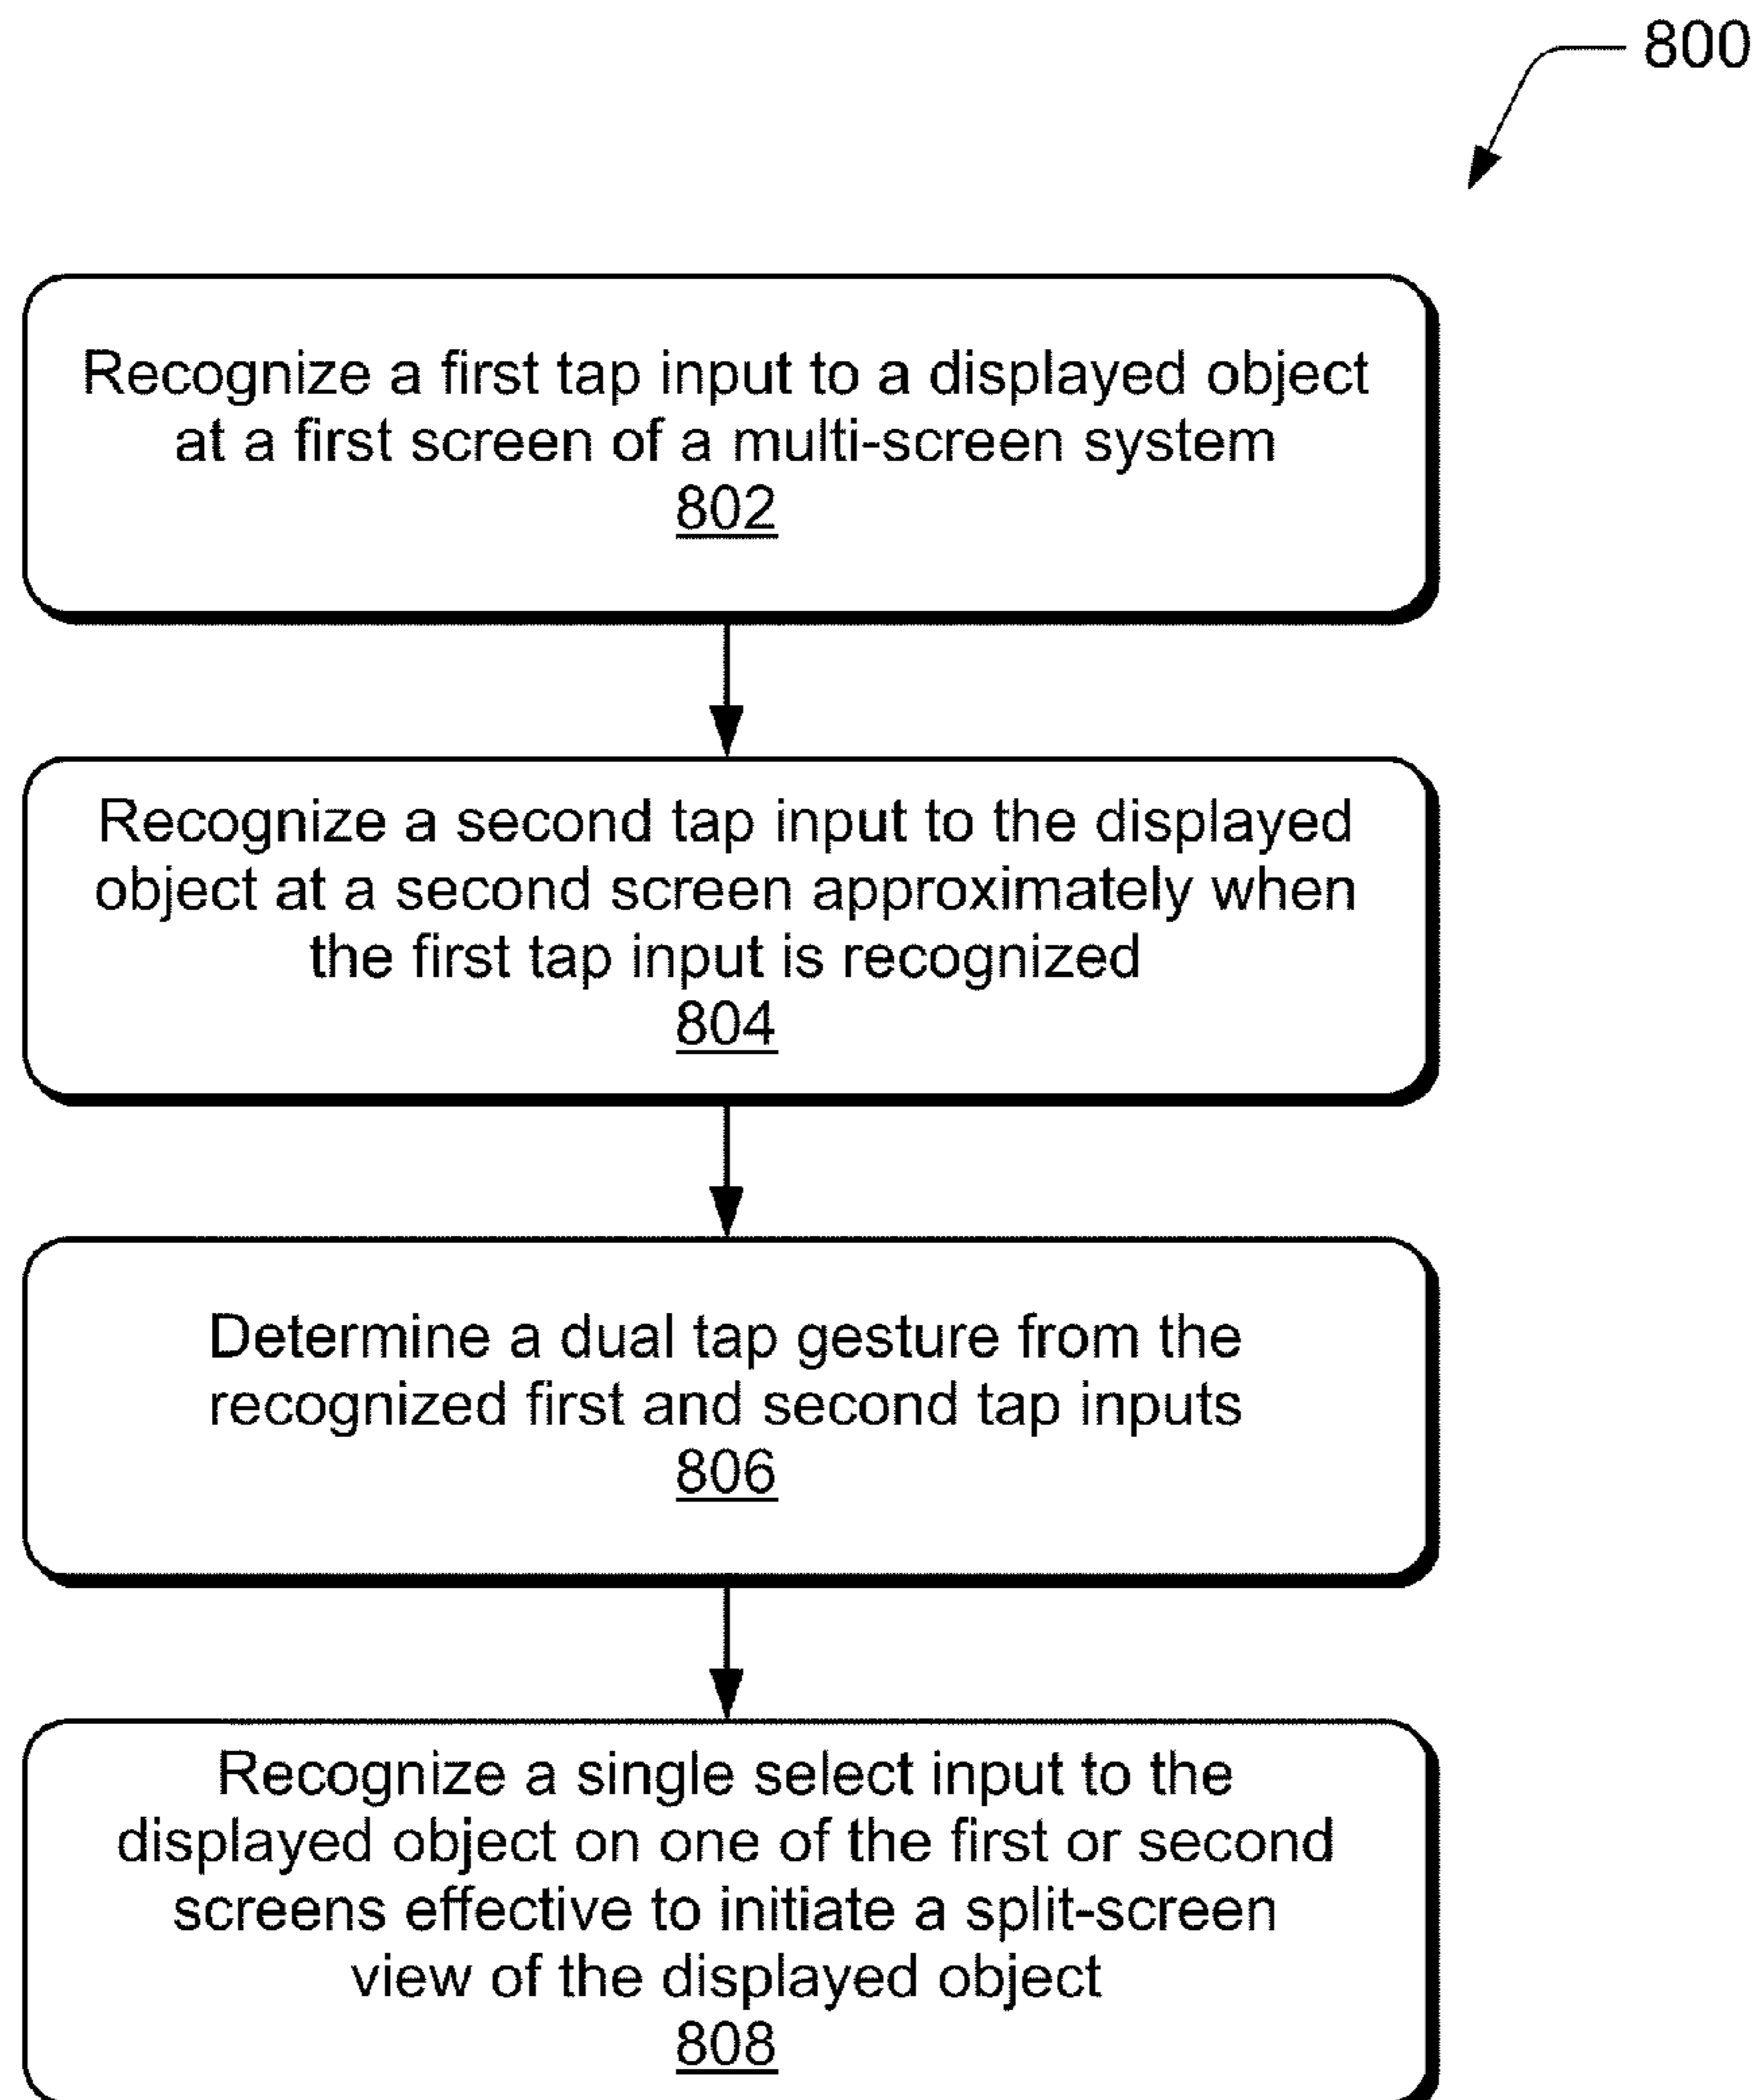 800
Recognize a first tap input to a displayed object
at a first screen of a multi-screen system
802
Recognize a second tap input to the displayed
object at a second screen approximately when
the first tap input is recognized
804
Determine a dual tap gesture from the
recognized first and second tap inputs
806
Recognize a single select input to the
displayed object on one of the first or second
screens effective to initiate a split-screen
view of the displayed object
808